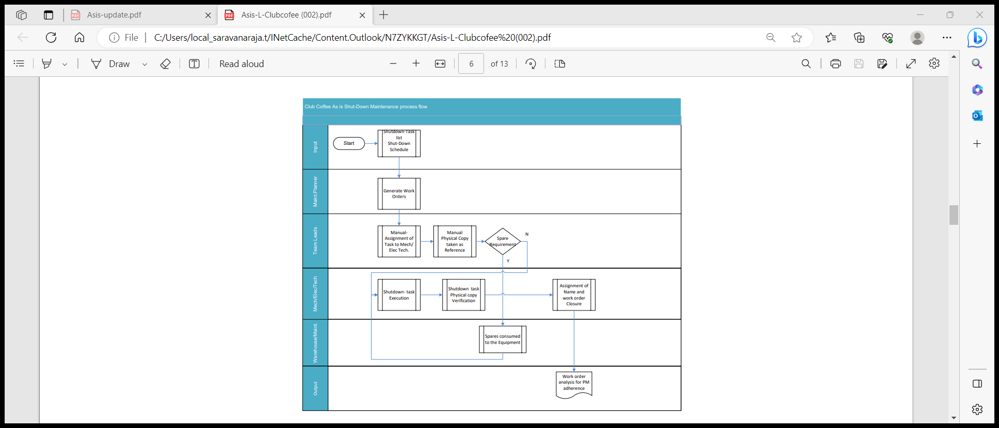 Asis-update.pdf
Asis-L-Clubcofee (002).pdf
File
C:/Users/local_saravanaraja.t/INetCache/Content.Outlook/N7ZYKKGT/Asis-L-Clubcofee%20(002).pdf
Draw
Read aloud
6
of 13
Club Coffee As is Shut-Down Maintenance process flow
Input
Start
Shutdown-Task
list
Shut-Down
Schedule
Maint.Planner
Generate Work
Orders
Team Leads
Manual-
Assignment of
Task to Mech/
Elec Tech.
Manual
Physical Copy
taken as
Reference
Spare
Requirement
N
Y
Mech/Elec/Tech
Shutdown- task
Execution
Shutdown task
Physical copy
Verification
Assignment of
Name and
work order
Closure
Warehouse/Maint.
Spares consumed
to the Equipment
Output
Work order
analysis for PM
adherence